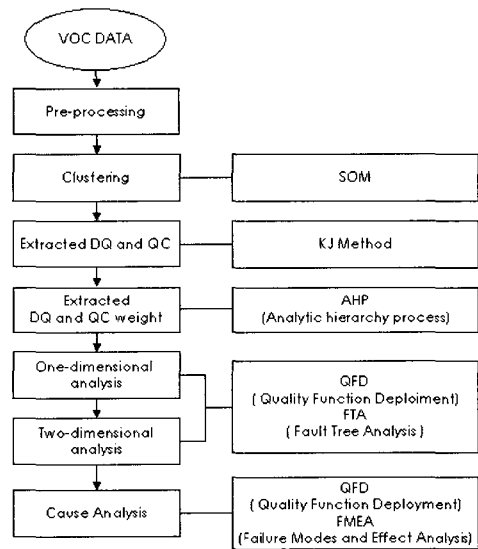 VOC DATA
Pre-processing
Clustering
SOM
Extracted DQ and QC
KJ Method
Extracted
DQ and QC weight
AHP
(Analytic hierarchy process)
One-dimensional
analysis
Two-dimensional
analysis
QFD
( Quality Function Deploiment)
FTA
( Fault Tree Analysis )
Cause Analysis
QFD
( Quality Function Deployment)
FMEA
(Failure Modes and Effect Analysis)